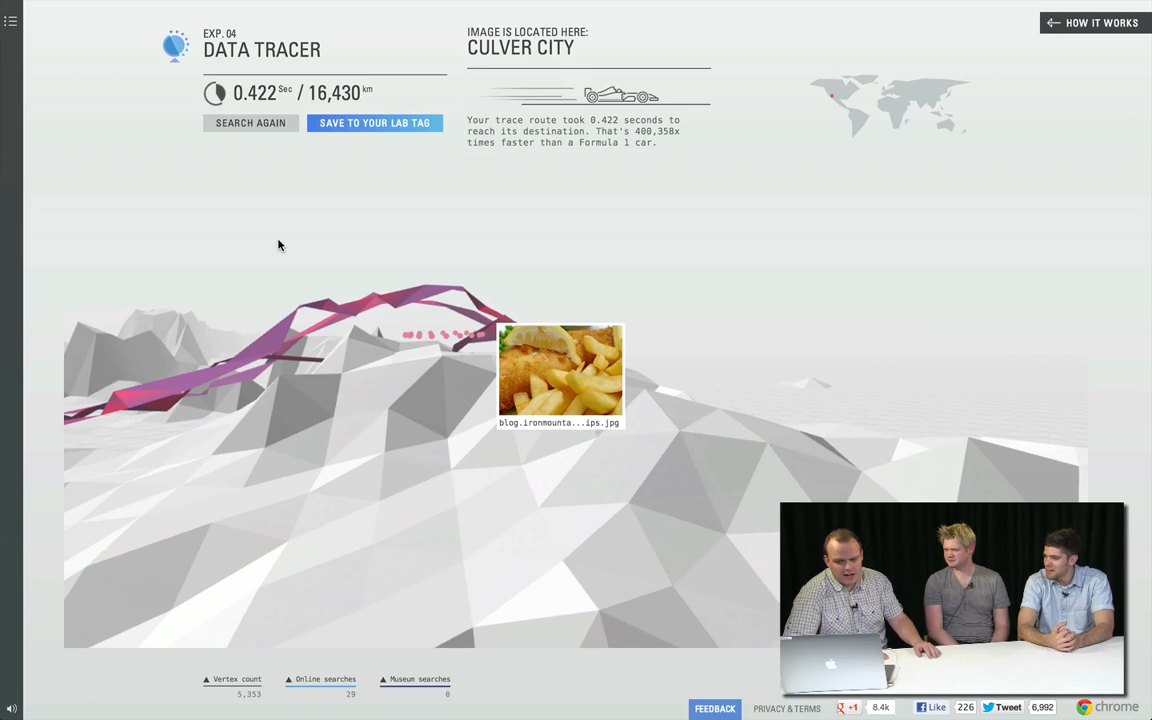 EXP. 04
DATA TRACER
0.422 Sec / 16,430 km
SEARCH AGAIN
SAVE TO YOUR LAB TAG
IMAGE IS LOCATED HERE:
CULVER CITY
Your trace route took 0.422 seconds to
reach its destination. That's 400,358x
times faster than a Formula 1 car.
HOW IT WORKS
blog.ironmounta...ips.jpg
▲ Vertex count
5,353
▲ Online searches
29
▲ Museum searches
0
FEEDBACK
PRIVACY & TERMS
+1
8.4k
Like
226
Tweet
6,992
chrome